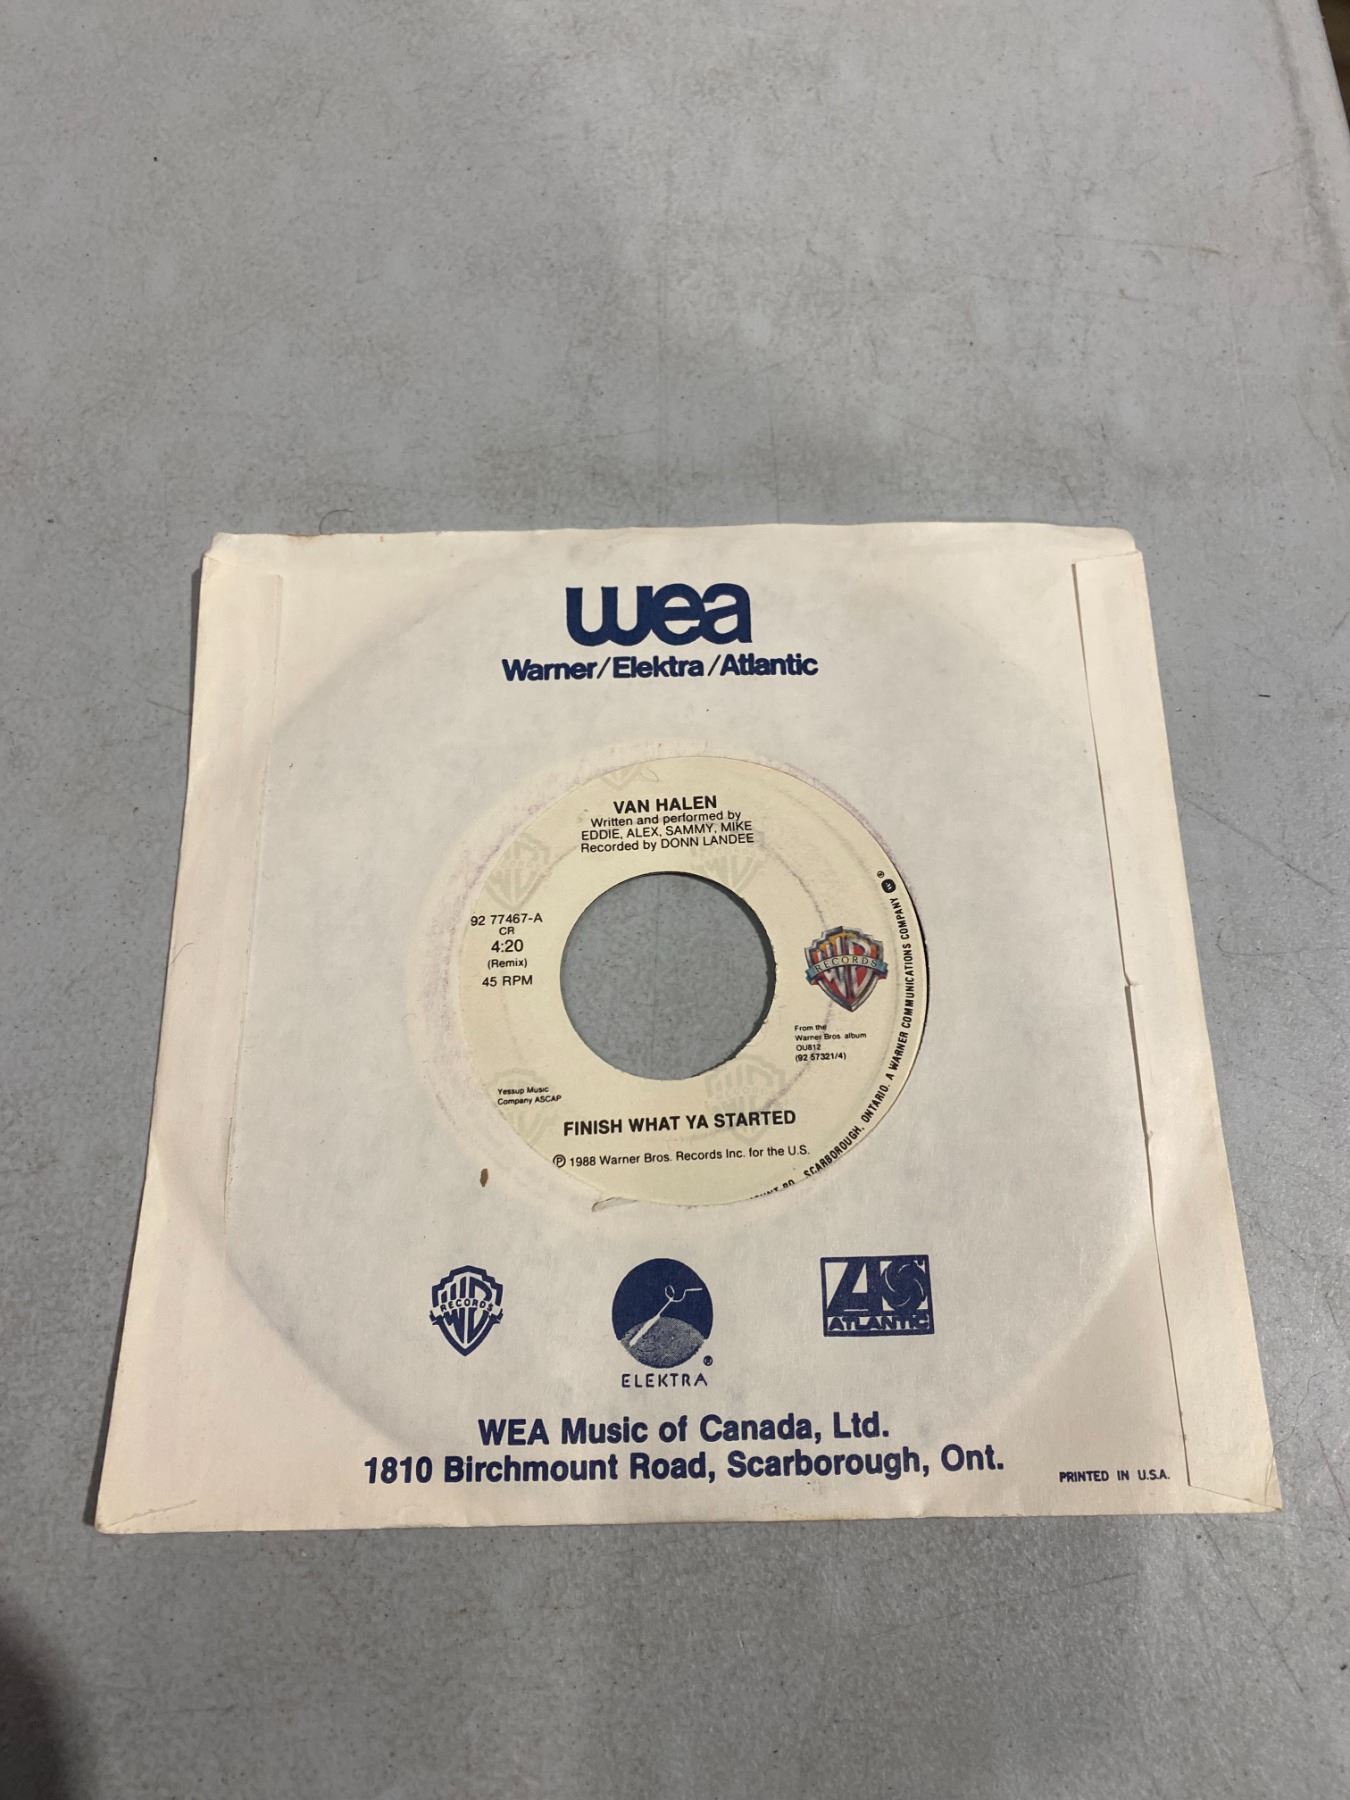 wea
Warner/Elektra/Atlantic
VAN HALEN
Written and performed by
EDDIE, ALEX, SAMMY, MIKE
Recorded by DONN LANDEE
92 77467-A
CR
4:20
(Remix)
45 RPM
RECORDS
From the
Warner Bros. album
OU812
(92 57321/4)
Yessup Music
Company ASCAP
FINISH WHAT YA STARTED
℗ 1988 Warner Bros. Records Inc. for the U.S.
RD., SCARBOROUGH, ONTARIO. A WARNER COMMUNICATIONS COMPANY
RECORDS
ELEKTRA ®
ATLANTIC
WEA Music of Canada, Ltd.
1810 Birchmount Road, Scarborough, Ont.
PRINTED IN U.S.A.